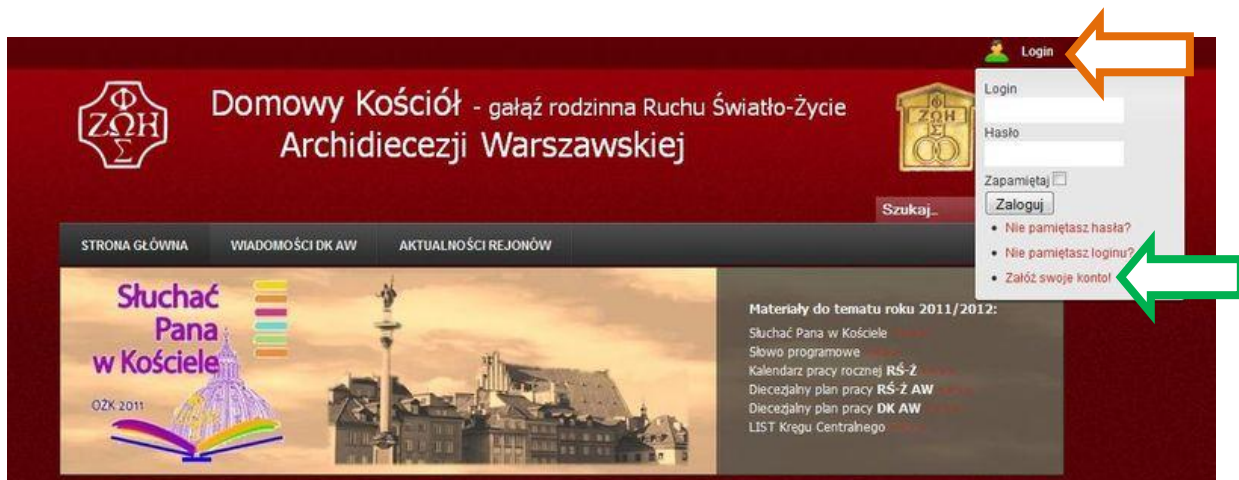 Login
Domowy Kościół - gałąź rodzinna Ruchu Światło-Życie
Archidiecezji Warszawskiej
ΦΖΩΗΣ
ΖΩΗ
Login
Hasło
Zapamiętaj
Zaloguj
Nie pamiętasz hasła?
Nie pamiętasz loginu?
Załóż swoje konto!
Szukaj...
STRONA GŁÓWNA WIADOMOŚCI DK AW AKTUALNOŚCI REJONÓW
Słuchać
Pana
w Kościele
OŻK 2011
Materiały do tematu roku 2011/2012:
Słuchać Pana w Kościele >>>>
Słowo programowe >>>>
Kalendarz pracy rocznej RŚ-Ż >>>>
Diecezjalny plan pracy RŚ-Ż AW >>>>
Diecezjalny plan pracy DK AW >>>>
LIST Kręgu Centralnego >>>>